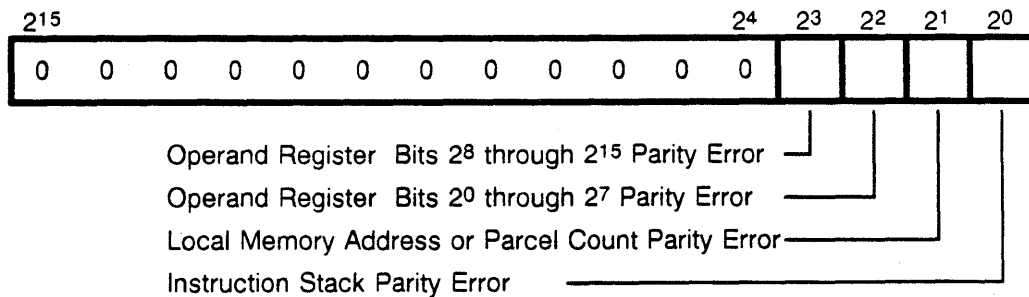 2¹⁵ 2⁴ 2³ 2² 2¹ 2⁰
0 0 0 0 0 0 0 0 0 0 0 0
Operand Register Bits 2⁸ through 2¹⁵ Parity Error
Operand Register Bits 2⁰ through 2⁷ Parity Error
Local Memory Address or Parcel Count Parity Error
Instruction Stack Parity Error